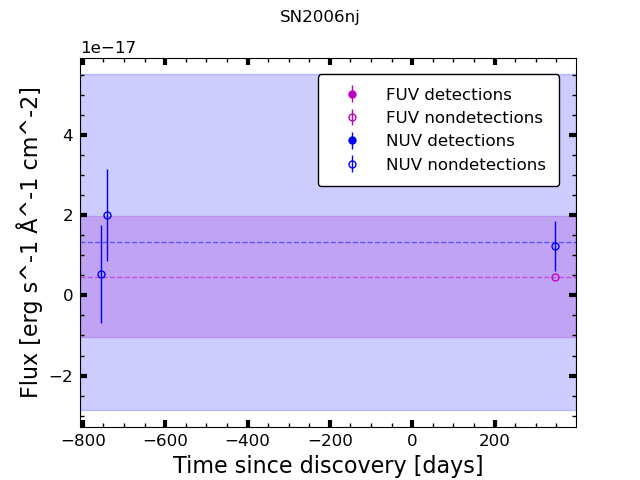 SN2006nj
1e−17
FUV detections
FUV nondetections
NUV detections
NUV nondetections
4
2
0
−2
Flux [erg s^-1 Å^-1 cm^-2]
−800 −600 −400 −200 0 200
Time since discovery [days]